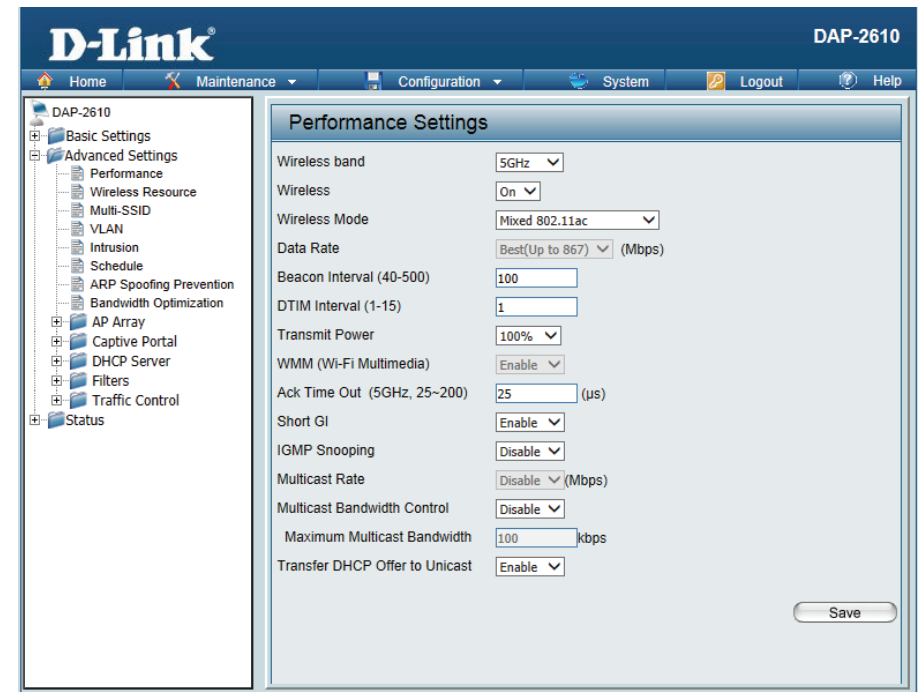 D-Link®
DAP-2610
Home Maintenance Configuration System Logout Help
DAP-2610
Basic Settings
Advanced Settings
Performance
Wireless Resource
Multi-SSID
VLAN
Intrusion
Schedule
ARP Spoofing Prevention
Bandwidth Optimization
AP Array
Captive Portal
DHCP Server
Filters
Traffic Control
Status
Performance Settings
Wireless band 5GHz
Wireless On
Wireless Mode Mixed 802.11ac
Data Rate Best(Up to 867) (Mbps)
Beacon Interval (40-500) 100
DTIM Interval (1-15) 1
Transmit Power 100%
WMM (Wi-Fi Multimedia) Enable
Ack Time Out (5GHz, 25~200) 25 (µs)
Short GI Enable
IGMP Snooping Disable
Multicast Rate Disable (Mbps)
Multicast Bandwidth Control Disable
Maximum Multicast Bandwidth 100 kbps
Transfer DHCP Offer to Unicast Enable
Save